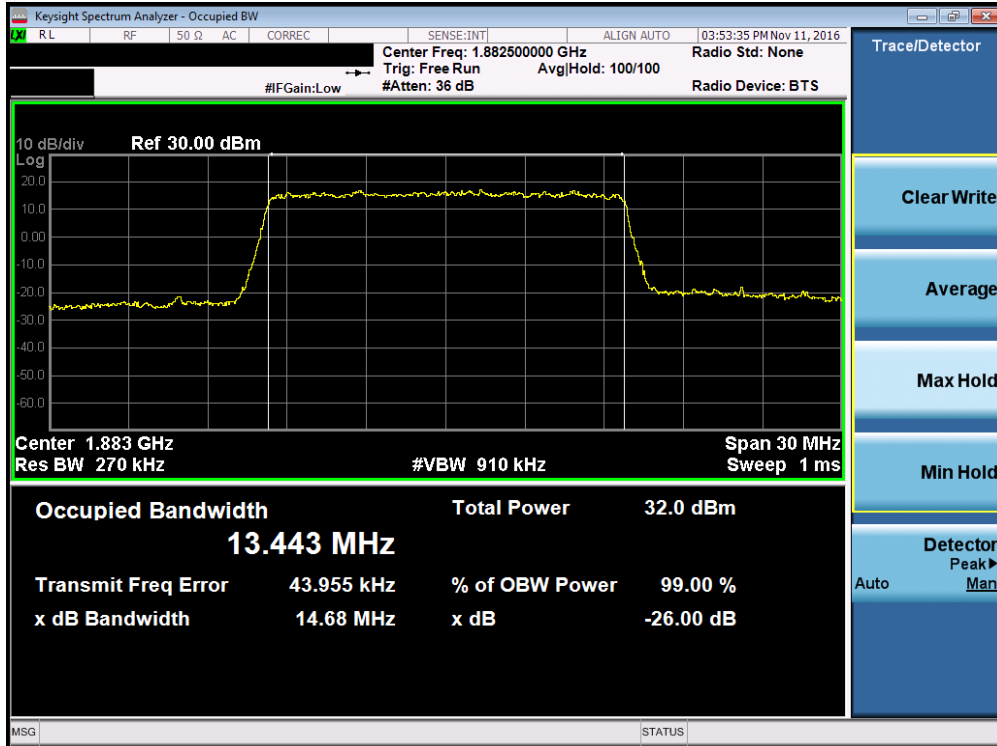 Keysight Spectrum Analyzer - Occupied BW
LXI RL RF 50 Ω AC CORREC SENSE:INT ALIGN AUTO 03:53:35 PM Nov 11, 2016
Center Freq: 1.882500000 GHz Radio Std: None
Trig: Free Run Avg|Hold: 100/100
#IFGain:Low #Atten: 36 dB Radio Device: BTS
10 dB/div Ref 30.00 dBm
Log
20.0
10.0
0.00
-10.0
-20.0
-30.0
-40.0
-50.0
-60.0
Center 1.883 GHz Span 30 MHz
Res BW 270 kHz #VBW 910 kHz Sweep 1 ms
Occupied Bandwidth Total Power 32.0 dBm
13.443 MHz
Transmit Freq Error 43.955 kHz % of OBW Power 99.00 %
x dB Bandwidth 14.68 MHz x dB -26.00 dB
MSG STATUS
Trace/Detector
Clear Write
Average
Max Hold
Min Hold
Detector
Peak▶
Auto Man